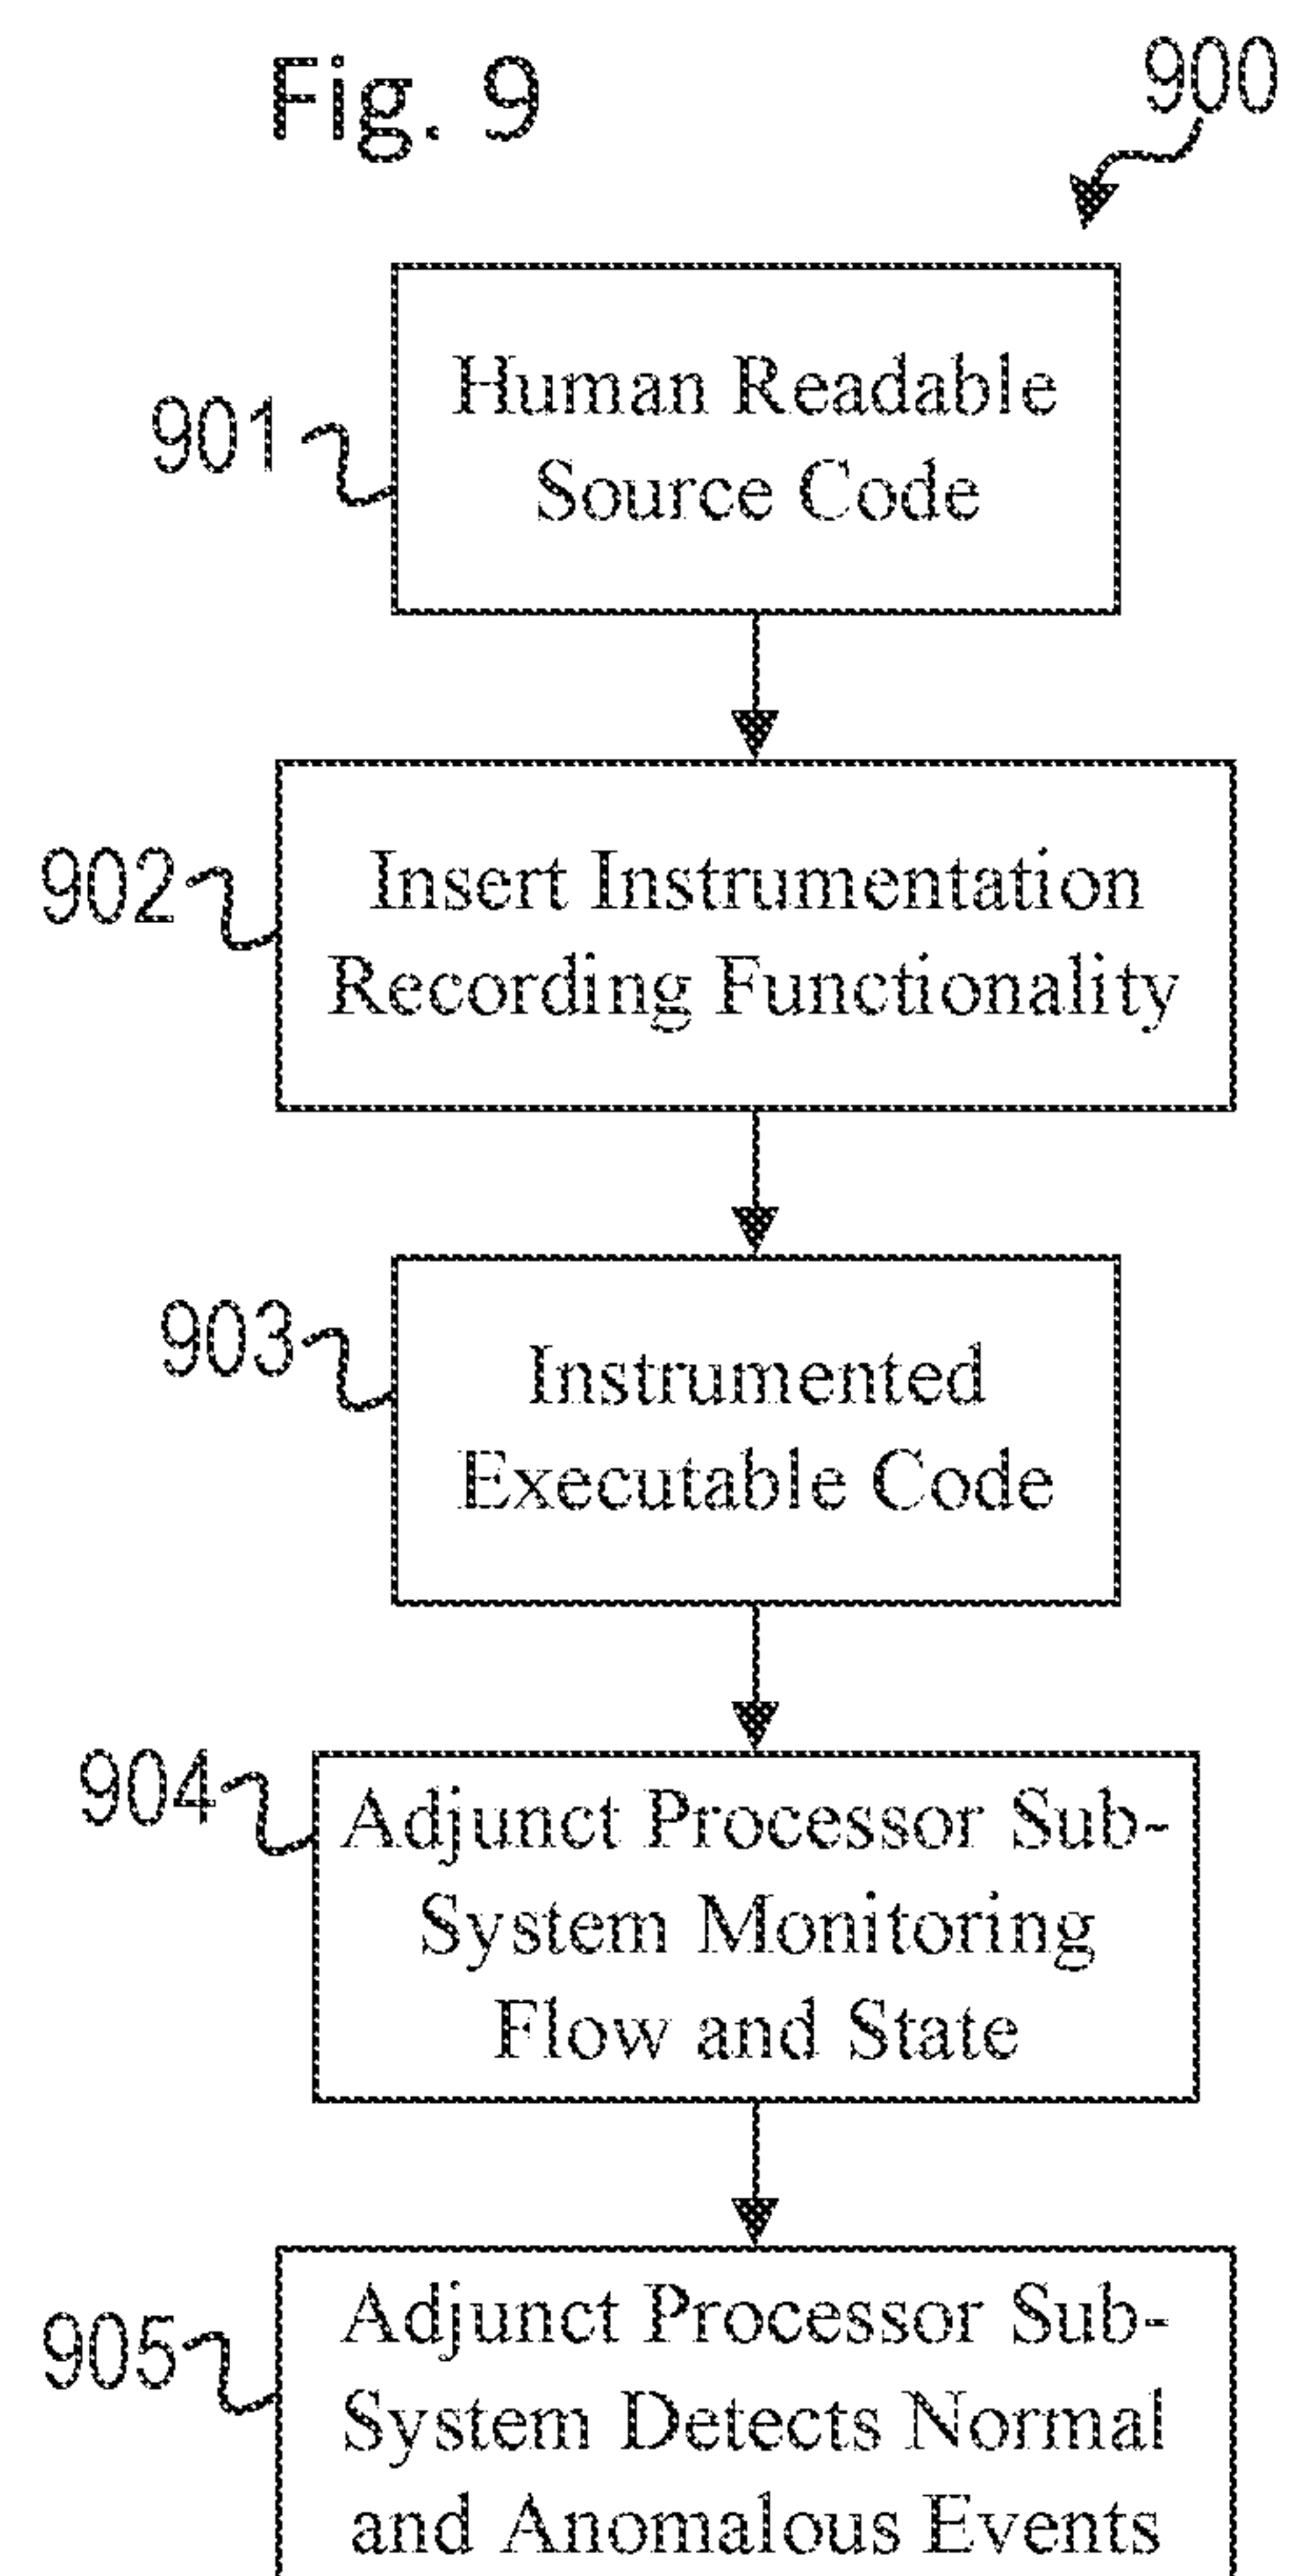 Fig. 9
900
901
Human Readable
Source Code
902
Insert Instrumentation
Recording Functionality
903
Instrumented
Executable Code
904
Adjunct Processor Sub-
System Monitoring
Flow and State
905
Adjunct Processor Sub-
System Detects Normal
and Anomalous Events